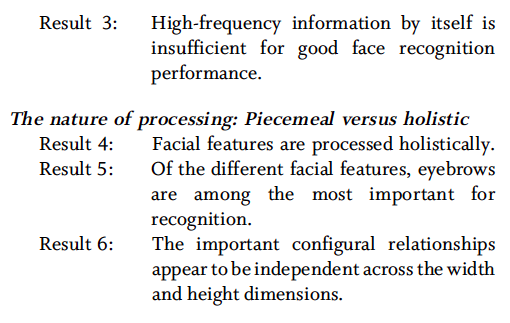 Result 3: High-frequency information by itself is
insufficient for good face recognition
performance.
The nature of processing: Piecemeal versus holistic
Result 4: Facial features are processed holistically.
Result 5: Of the different facial features, eyebrows
are among the most important for
recognition.
Result 6: The important configural relationships
appear to be independent across the width
and height dimensions.